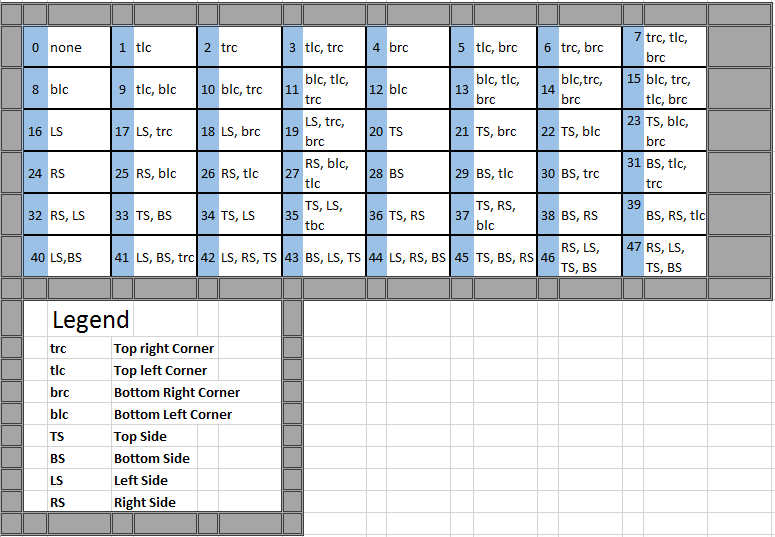 0 none 1 tlc 2 trc 3 tlc, trc 4 brc 5 tlc, brc 6 trc, brc 7 trc, tlc, brc
8 blc 9 tlc, blc 10 blc, trc 11 blc, tlc, trc 12 blc 13 blc, tlc, brc 14 blc,trc, brc 15 blc, trc, tlc, brc
16 LS 17 LS, trc 18 LS, brc 19 LS, trc, brc 20 TS 21 TS, brc 22 TS, blc 23 TS, blc, brc
24 RS 25 RS, blc 26 RS, tlc 27 RS, blc, tlc 28 BS 29 BS, tlc 30 BS, trc 31 BS, tlc, trc
32 RS, LS 33 TS, BS 34 TS, LS 35 TS, LS, tbc 36 TS, RS 37 TS, RS, blc 38 BS, RS 39 BS, RS, tlc
40 LS,BS 41 LS, BS, trc 42 LS, RS, TS 43 BS, LS, TS 44 LS, RS, BS 45 TS, BS, RS 46 RS, LS, TS, BS 47 RS, LS, TS, BS
Legend
trc Top right Corner
tlc Top left Corner
brc Bottom Right Corner
blc Bottom Left Corner
TS Top Side
BS Bottom Side
LS Left Side
RS Right Side